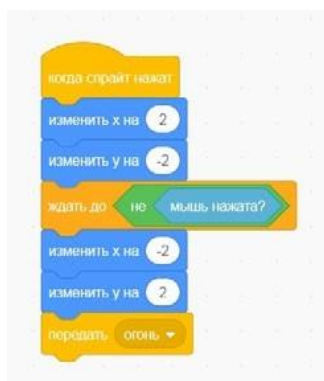 когда спрайт нажат
изменить x на 2
изменить y на -2
ждать до не мышь нажата?
изменить x на -2
изменить y на 2
передать огонь